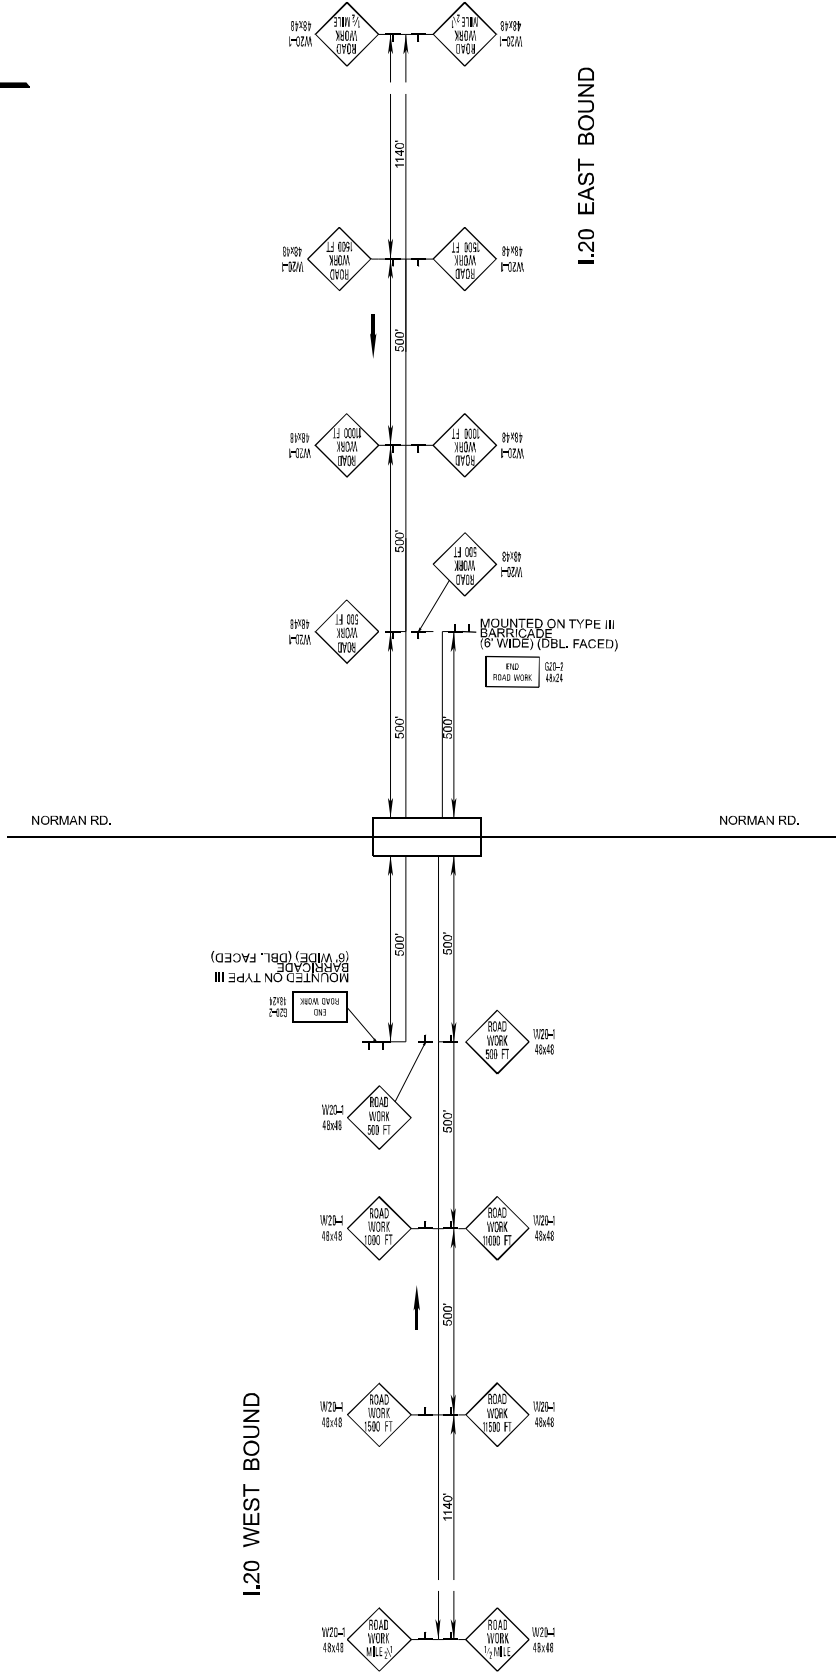 ROAD
WORK
1/2 MILE
W20-1
48x48
ROAD
WORK
MILE 1/2
W20-1
48x48
I.20 EAST BOUND
1140'
ROAD
WORK
1500 FT
W20-1
48x48
ROAD
WORK
1500 FT
W20-1
48x48
500'
ROAD
WORK
11000 FT
W20-1
48x48
ROAD
WORK
1000 FT
W20-1
48x48
500'
ROAD
WORK
500 FT
W20-1
48x48
ROAD
WORK
500 FT
W20-1
48x48
MOUNTED ON TYPE III
BARRICADE
(6' WIDE) (DBL. FACED)
END
ROAD WORK
G20-2
48x24
500'
500'
NORMAN RD.
NORMAN RD.
500'
500'
MOUNTED ON TYPE III
BARRICADE
(6' WIDE) (DBL. FACED)
END
ROAD WORK
G20-2
48x24
ROAD
WORK
500 FT
W20-1
48x48
W20-1
48x48
ROAD
WORK
500 FT
500'
W20-1
48x48
ROAD
WORK
1000 FT
ROAD
WORK
11000 FT
W20-1
48x48
500'
I.20 WEST BOUND
W20-1
48x48
ROAD
WORK
1500 FT
ROAD
WORK
11500 FT
W20-1
48x48
1140'
W20-1
48x48
ROAD
WORK
MILE 1/2
ROAD
WORK
1/2 MILE
W20-1
48x48